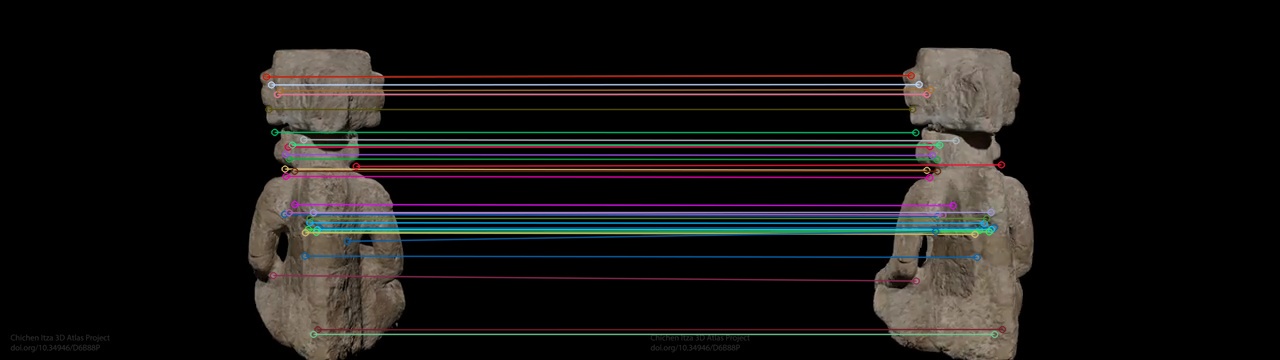 Chichen Itza 3D Atlas Project
doi.org/10.34946/D6B88P
Chichen Itza 3D Atlas Project
doi.org/10.34946/D6B88P